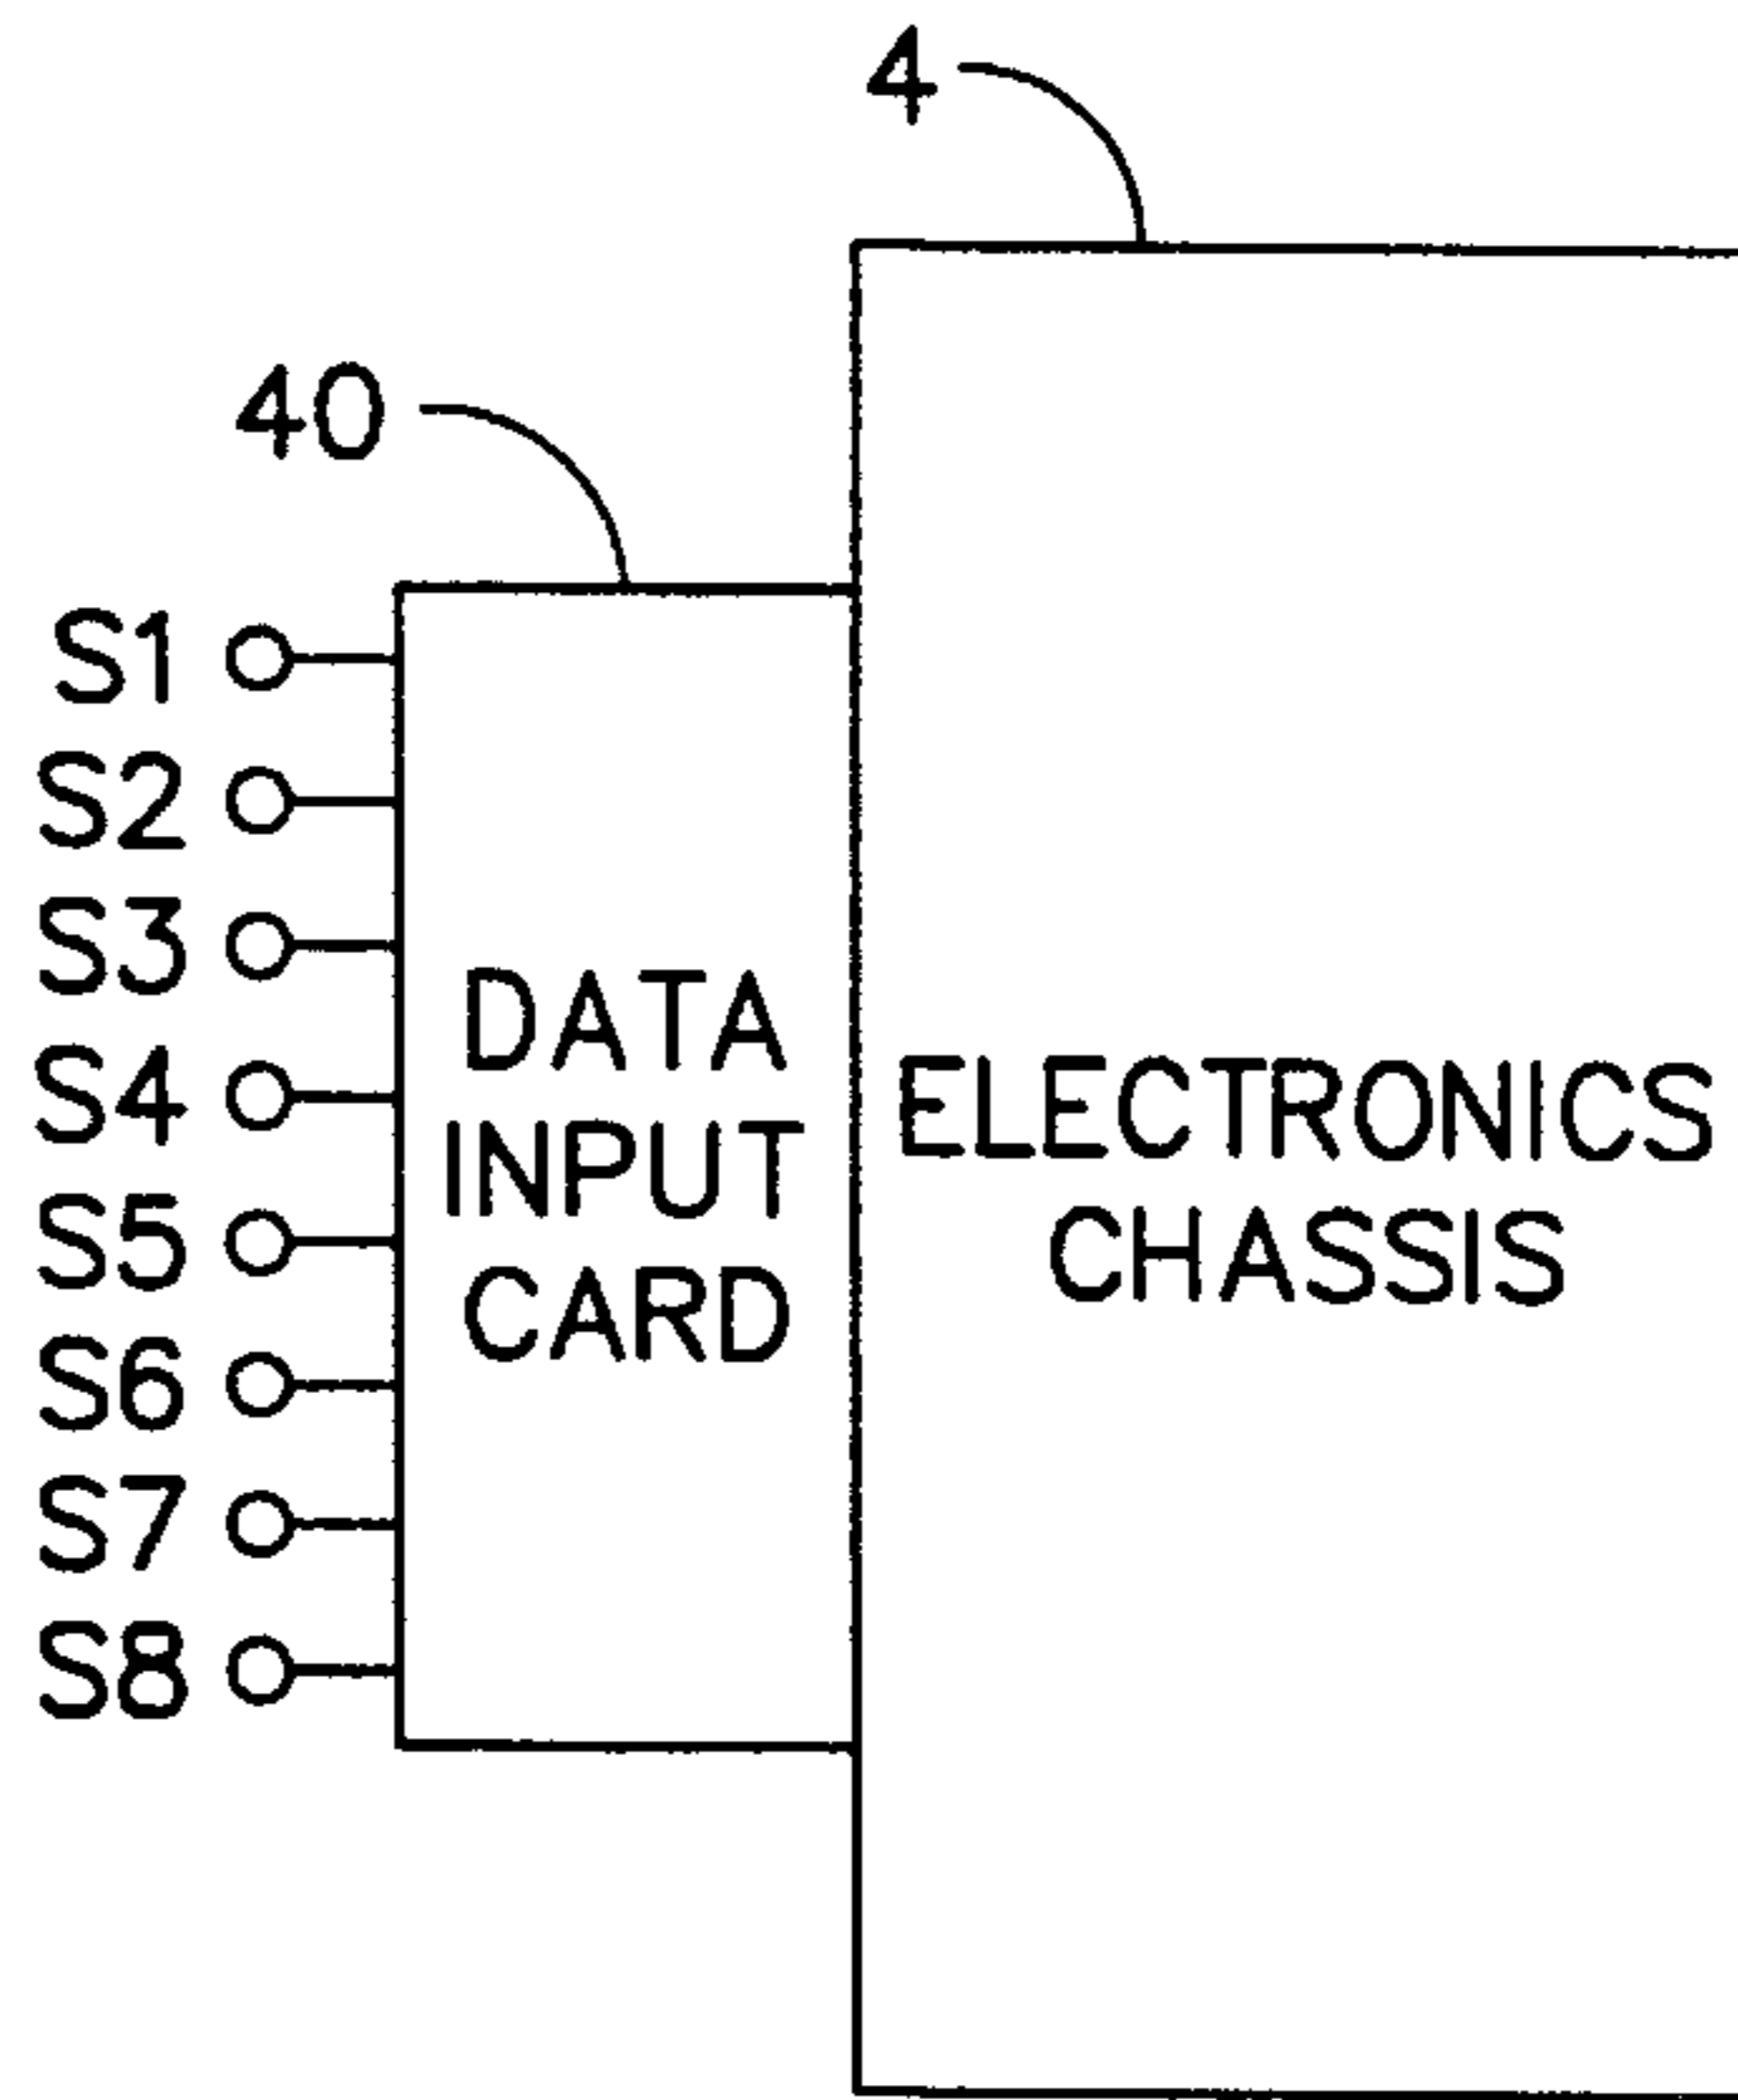 4
40
S1
S2
S3
S4
S5
S6
S7
S8
DATA
INPUT
CARD
ELECTRONICS
CHASSIS